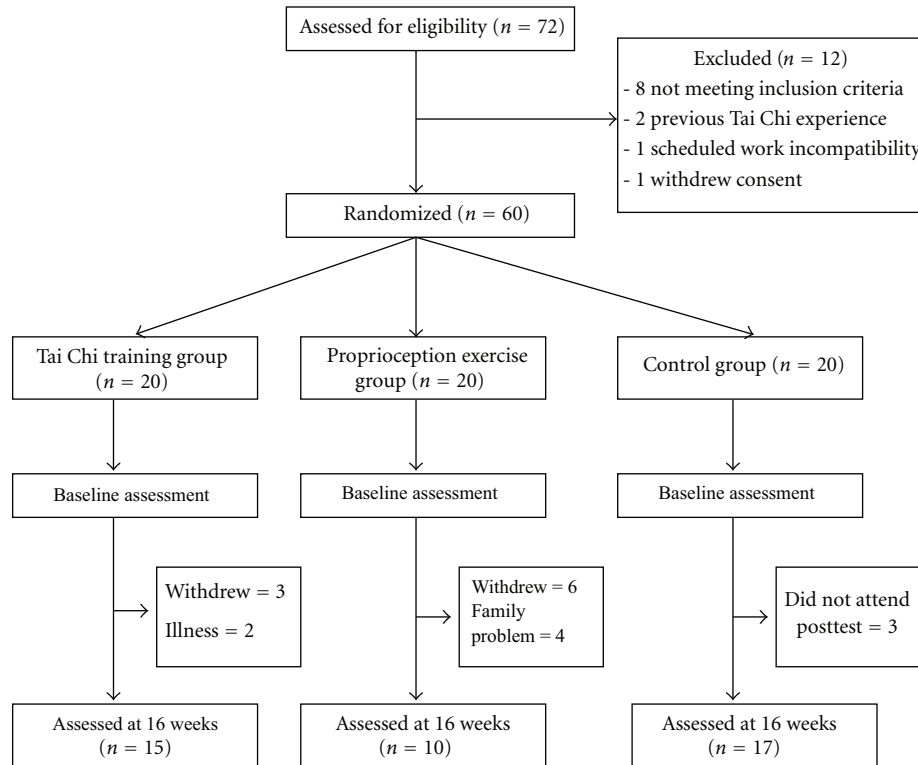 Assessed for eligibility (n = 72)
Excluded (n = 12)
- 8 not meeting inclusion criteria
- 2 previous Tai Chi experience
- 1 scheduled work incompatibility
- 1 withdrew consent
Randomized (n = 60)
Tai Chi training group
(n = 20)
Proprioception exercise
group (n = 20)
Control group (n = 20)
Baseline assessment
Baseline assessment
Baseline assessment
Withdrew = 3
Illness = 2
Withdrew = 6
Family
problem = 4
Did not attend
posttest = 3
Assessed at 16 weeks
(n = 15)
Assessed at 16 weeks
(n = 10)
Assessed at 16 weeks
(n = 17)